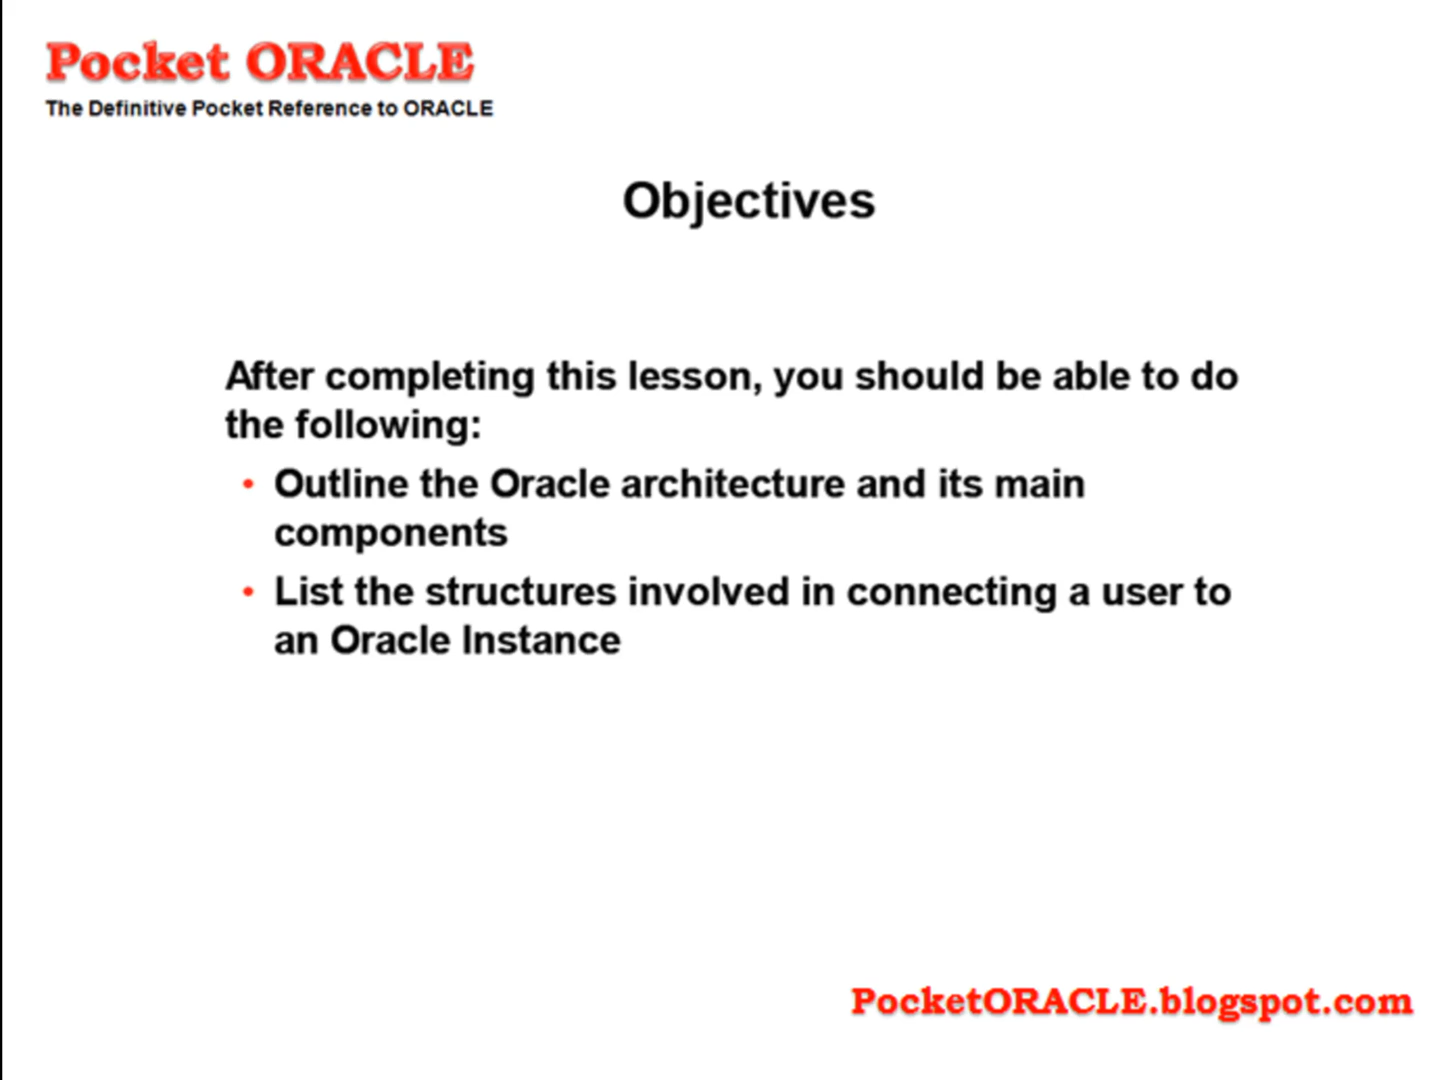 Pocket ORACLE
The Definitive Pocket Reference to ORACLE
Objectives
After completing this lesson, you should be able to do
the following:
• Outline the Oracle architecture and its main
components
• List the structures involved in connecting a user to
an Oracle Instance
PocketORACLE.blogspot.com